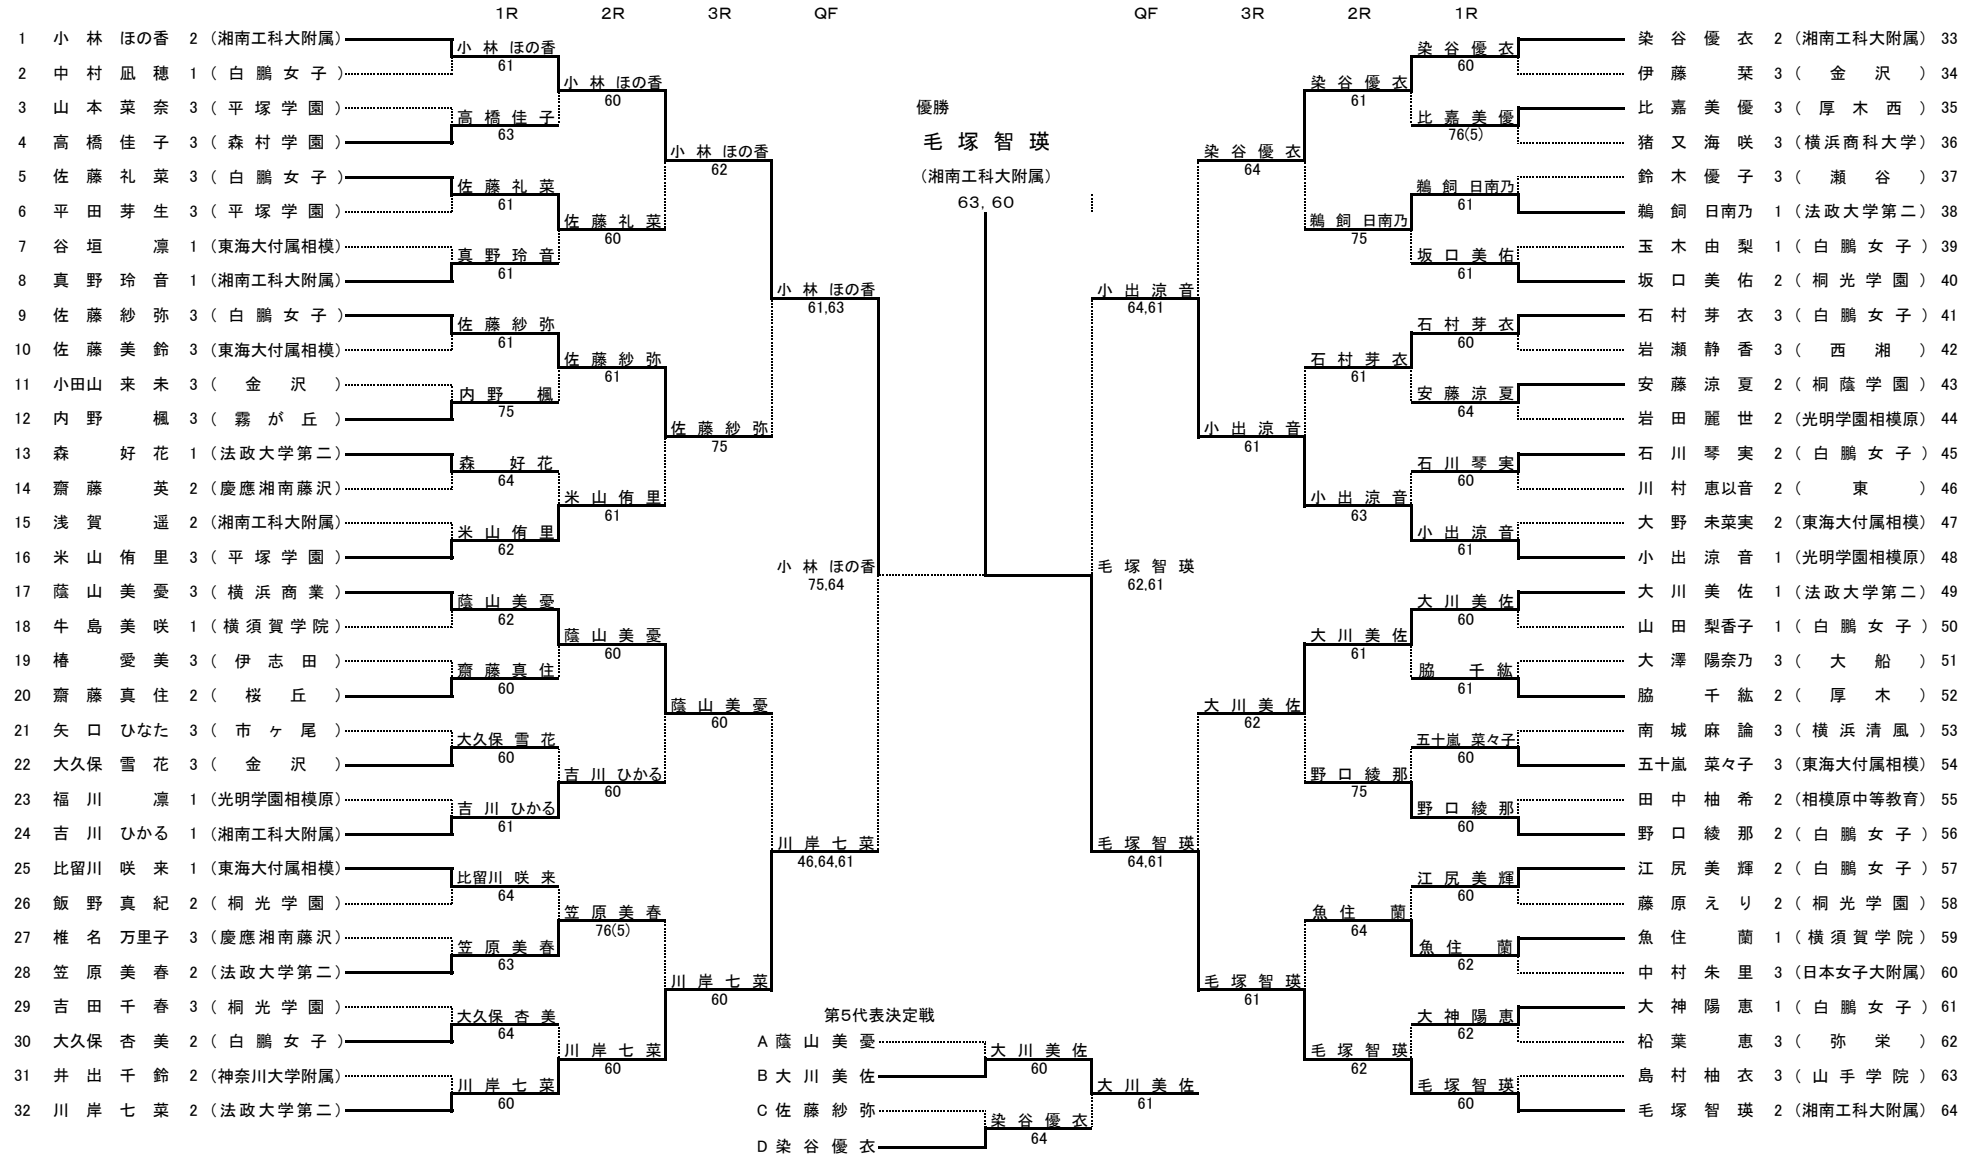 1R 2R 3R QF QF 3R 2R 1R
1 小 林 ほの香 2 (湘南工科大附属)
2 中 村 凪 穂 1 ( 白 鵬 女 子 )
3 山 本 菜 奈 3 ( 平 塚 学 園 )
4 高 橋 佳 子 3 ( 森 村 学 園 )
5 佐 藤 礼 菜 3 ( 白 鵬 女 子 )
6 平 田 芽 生 3 ( 平 塚 学 園 )
7 谷 垣 凛 1 (東海大付属相模)
8 真 野 玲 音 1 (湘南工科大附属)
9 佐 藤 紗 弥 3 ( 白 鵬 女 子 )
10 佐 藤 美 鈴 3 (東海大付属相模)
11 小田山 来 未 3 ( 金 沢 )
12 内 野 楓 3 ( 霧 が 丘 )
13 森 好 花 1 (法政大学第二)
14 齋 藤 英 2 (慶應湘南藤沢)
15 浅 賀 遥 2 (湘南工科大附属)
16 米 山 侑 里 3 ( 平 塚 学 園 )
17 蔭 山 美 憂 3 ( 横 浜 商 業 )
18 牛 島 美 咲 1 ( 横 須 賀 学 院 )
19 椿 愛 美 3 ( 伊 志 田 )
20 齋 藤 真 住 2 ( 桜 丘 )
21 矢 口 ひなた 3 ( 市 ヶ 尾 )
22 大久保 雪 花 3 ( 金 沢 )
23 福 川 凛 1 (光明学園相模原)
24 吉 川 ひかる 1 (湘南工科大附属)
25 比留川 咲 来 1 (東海大付属相模)
26 飯 野 真 紀 2 ( 桐 光 学 園 )
27 椎 名 万里子 3 (慶應湘南藤沢)
28 笠 原 美 春 2 (法政大学第二)
29 吉 田 千 春 3 ( 桐 光 学 園 )
30 大久保 杏 美 2 ( 白 鵬 女 子 )
31 井 出 千 鈴 2 (神奈川大学附属)
32 川 岸 七 菜 2 (法政大学第二)
小 林 ほの香
61
高 橋 佳 子
63
佐 藤 礼 菜
61
真 野 玲 音
61
佐 藤 紗 弥
61
内 野 楓
75
森 好 花
64
米 山 侑 里
62
蔭 山 美 憂
62
齋 藤 真 住
60
大久保 雪 花
60
吉 川 ひかる
61
比留川 咲 来
64
笠 原 美 春
63
大久保 杏 美
64
川 岸 七 菜
60
小 林 ほの香
60
佐 藤 礼 菜
60
佐 藤 紗 弥
61
米 山 侑 里
61
蔭 山 美 憂
60
吉 川 ひかる
60
笠 原 美 春
76(5)
川 岸 七 菜
60
小 林 ほの香
62
佐 藤 紗 弥
75
蔭 山 美 憂
60
川 岸 七 菜
60
小 林 ほの香
61,63
川 岸 七 菜
46,64,61
小 林 ほの香
75,64
優勝
毛 塚 智 瑛
(湘南工科大附属)
63, 60
毛 塚 智 瑛
62,61
小 出 涼 音
64,61
毛 塚 智 瑛
64,61
染 谷 優 衣
64
小 出 涼 音
61
大 川 美 佐
62
毛 塚 智 瑛
61
染 谷 優 衣
61
鵜 飼 日南乃
75
石 村 芽 衣
61
小 出 涼 音
63
大 川 美 佐
61
野 口 綾 那
75
魚 住 蘭
64
毛 塚 智 瑛
62
染 谷 優 衣
60
比 嘉 美 優
76(5)
鵜 飼 日南乃
61
坂 口 美 佑
61
石 村 芽 衣
60
安 藤 涼 夏
64
石 川 琴 実
60
小 出 涼 音
61
大 川 美 佐
60
脇 千 紘
61
五十嵐 菜々子
60
野 口 綾 那
60
江 尻 美 輝
60
魚 住 蘭
62
大 神 陽 恵
62
毛 塚 智 瑛
60
染 谷 優 衣 2 (湘南工科大附属) 33
伊 藤 栞 3 ( 金 沢 ) 34
比 嘉 美 優 3 ( 厚 木 西 ) 35
猪 又 海 咲 3 (横浜商科大学) 36
鈴 木 優 子 3 ( 瀬 谷 ) 37
鵜 飼 日南乃 1 (法政大学第二) 38
玉 木 由 梨 1 ( 白 鵬 女 子 ) 39
坂 口 美 佑 2 ( 桐 光 学 園 ) 40
石 村 芽 衣 3 ( 白 鵬 女 子 ) 41
岩 瀬 静 香 3 ( 西 湘 ) 42
安 藤 涼 夏 2 ( 桐 蔭 学 園 ) 43
岩 田 麗 世 2 (光明学園相模原) 44
石 川 琴 実 2 ( 白 鵬 女 子 ) 45
川 村 恵以音 2 ( 東 ) 46
大 野 未菜実 2 (東海大付属相模) 47
小 出 涼 音 1 (光明学園相模原) 48
大 川 美 佐 1 (法政大学第二) 49
山 田 梨香子 1 ( 白 鵬 女 子 ) 50
大 澤 陽奈乃 3 ( 大 船 ) 51
脇 千 紘 2 ( 厚 木 ) 52
南 城 麻 諭 3 ( 横 浜 清 風 ) 53
五十嵐 菜々子 3 (東海大付属相模) 54
田 中 柚 希 2 (相模原中等教育) 55
野 口 綾 那 2 ( 白 鵬 女 子 ) 56
江 尻 美 輝 2 ( 白 鵬 女 子 ) 57
藤 原 え り 2 ( 桐 光 学 園 ) 58
魚 住 蘭 1 ( 横 須 賀 学 院 ) 59
中 村 朱 里 3 (日本女子大附属) 60
大 神 陽 恵 1 ( 白 鵬 女 子 ) 61
松 葉 恵 3 ( 弥 栄 ) 62
島 村 柚 衣 3 ( 山 手 学 院 ) 63
毛 塚 智 瑛 2 (湘南工科大附属) 64
第5代表決定戦
A 蔭 山 美 憂
B 大 川 美 佐
C 佐 藤 紗 弥
D 染 谷 優 衣
大 川 美 佐
60
染 谷 優 衣
64
大 川 美 佐
61